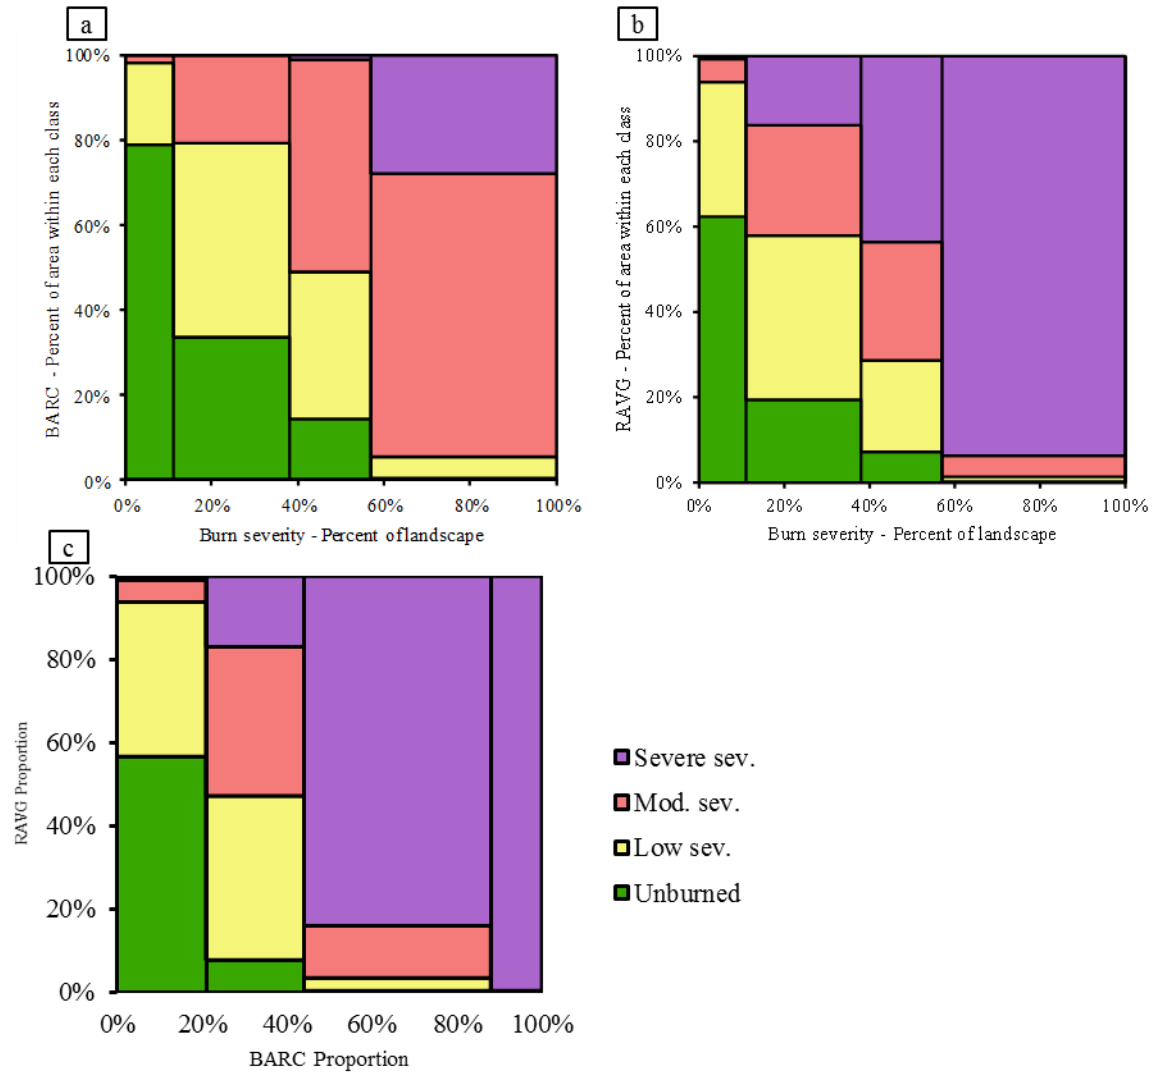 a
BARC - Percent of area within each class
100%
80%
60%
40%
20%
0%
0% 20% 40% 60% 80% 100%
Burn severity - Percent of landscape
b
RAVG - Percent of area within each class
100%
80%
60%
40%
20%
0%
0% 20% 40% 60% 80% 100%
Burn severity - Percent of landscape
c
RAVG Proportion
100%
80%
60%
40%
20%
0%
0% 20% 40% 60% 80% 100%
BARC Proportion
Severe sev.
Mod. sev.
Low sev.
Unburned